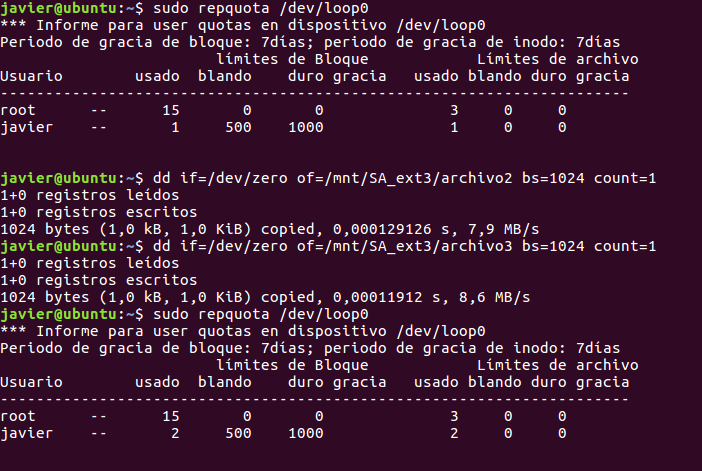 javier@ubuntu:~$ sudo repquota /dev/loop0
*** Informe para user quotas en dispositivo /dev/loop0
Periodo de gracia de bloque: 7días; periodo de gracia de inodo: 7días
límites de Bloque Límites de archivo
Usuario usado blando duro gracia usado blando duro gracia
----------------------------------------------------------------------
root -- 15 0 0 3 0 0
javier -- 1 500 1000 1 0 0
javier@ubuntu:~$ dd if=/dev/zero of=/mnt/SA_ext3/archivo2 bs=1024 count=1
1+0 registros leídos
1+0 registros escritos
1024 bytes (1,0 kB, 1,0 KiB) copied, 0,000129126 s, 7,9 MB/s
javier@ubuntu:~$ dd if=/dev/zero of=/mnt/SA_ext3/archivo3 bs=1024 count=1
1+0 registros leídos
1+0 registros escritos
1024 bytes (1,0 kB, 1,0 KiB) copied, 0,00011912 s, 8,6 MB/s
javier@ubuntu:~$ sudo repquota /dev/loop0
*** Informe para user quotas en dispositivo /dev/loop0
Periodo de gracia de bloque: 7días; periodo de gracia de inodo: 7días
límites de Bloque Límites de archivo
Usuario usado blando duro gracia usado blando duro gracia
----------------------------------------------------------------------
root -- 15 0 0 3 0 0
javier -- 2 500 1000 2 0 0